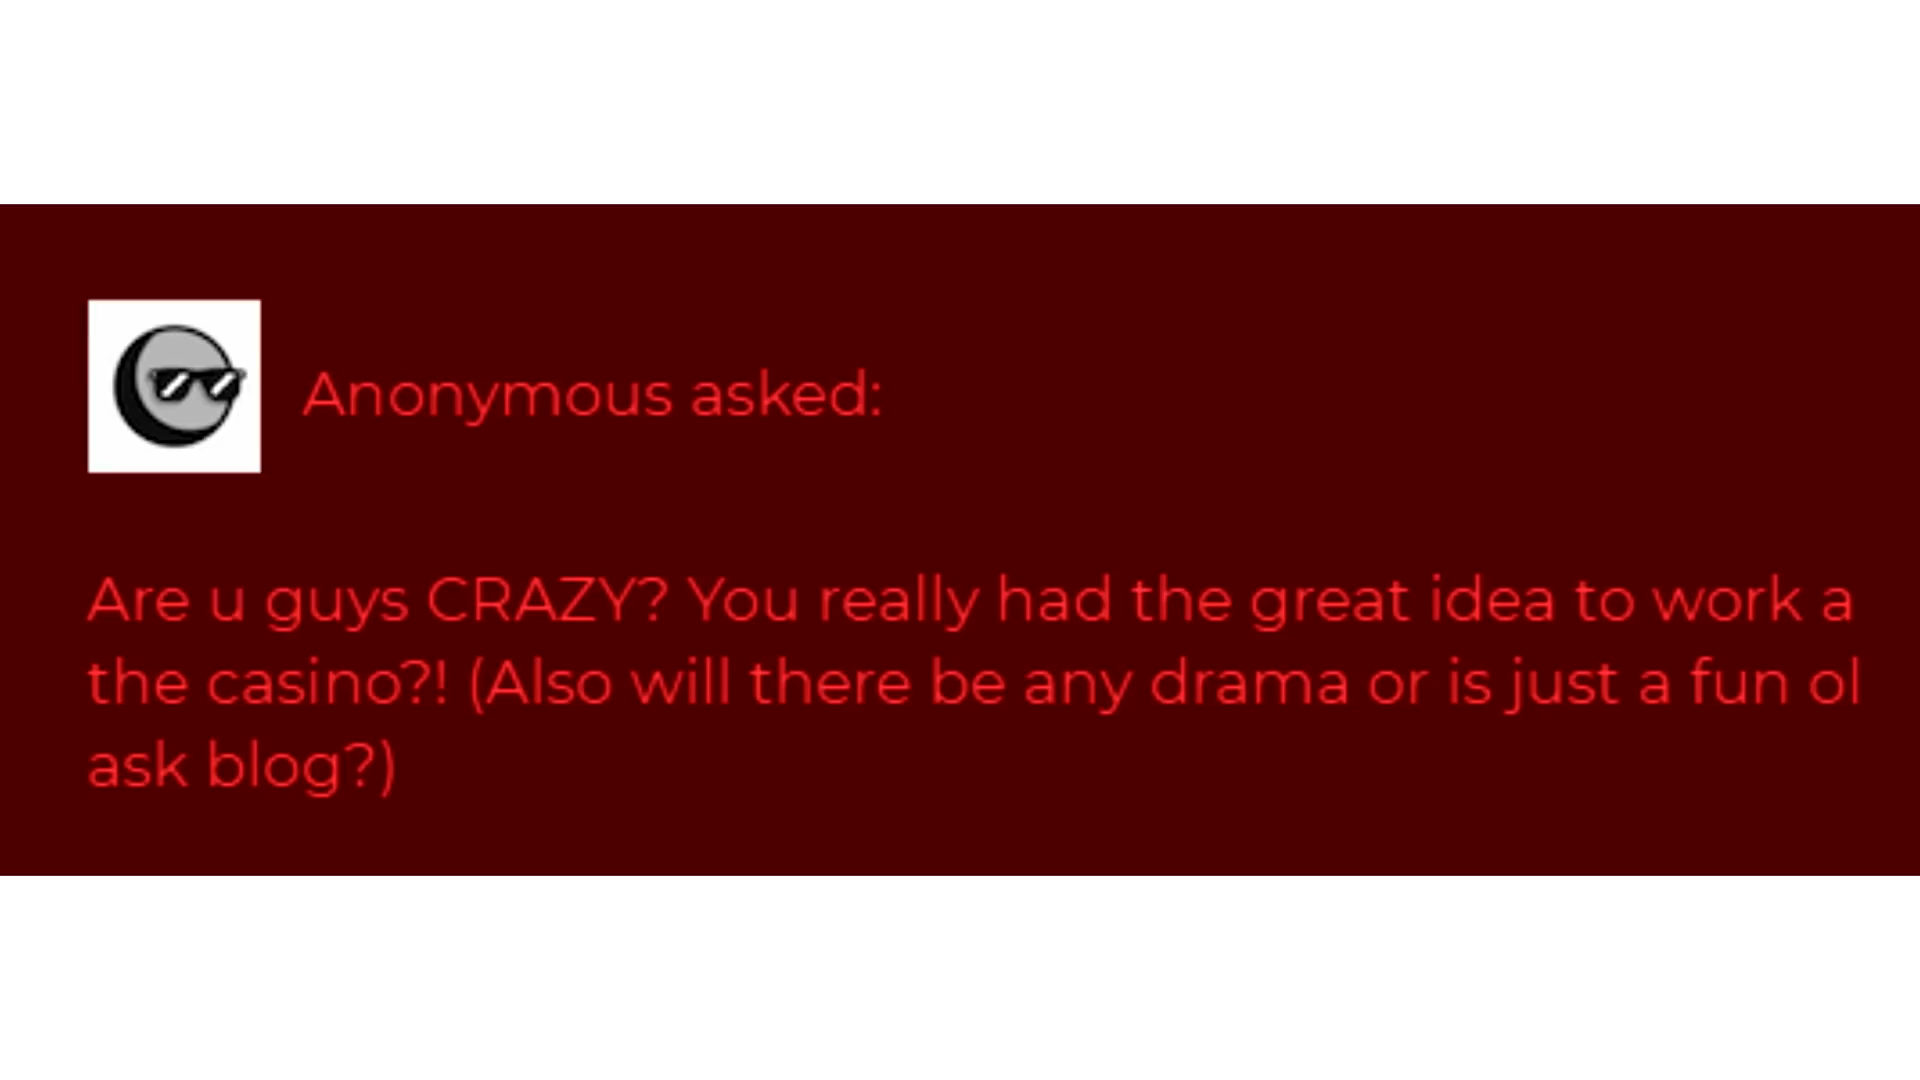 Anonymous asked:
Are u guys CRAZY? You really had the great idea to work a
the casino?! (Also will there be any drama or is just a fun ol
ask blog?)